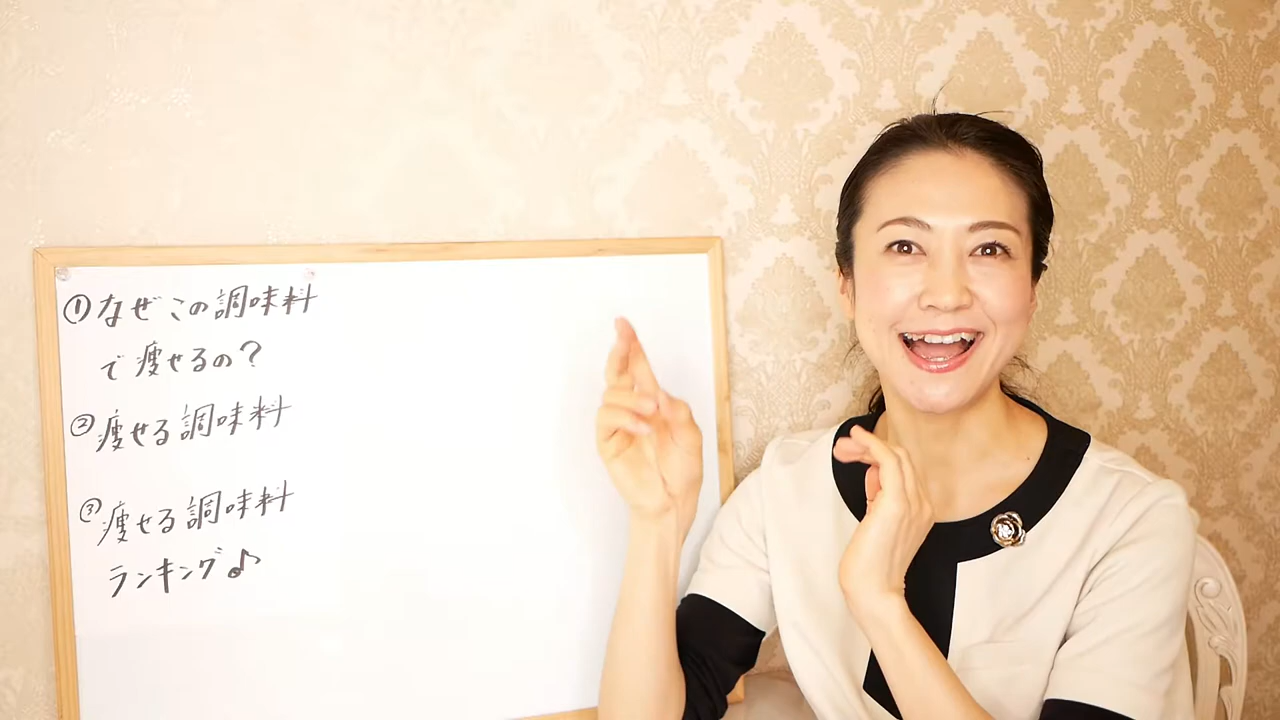 ①なぜこの調味料
で痩せるの？
②痩せる調味料
③痩せる調味料
ランキング♪